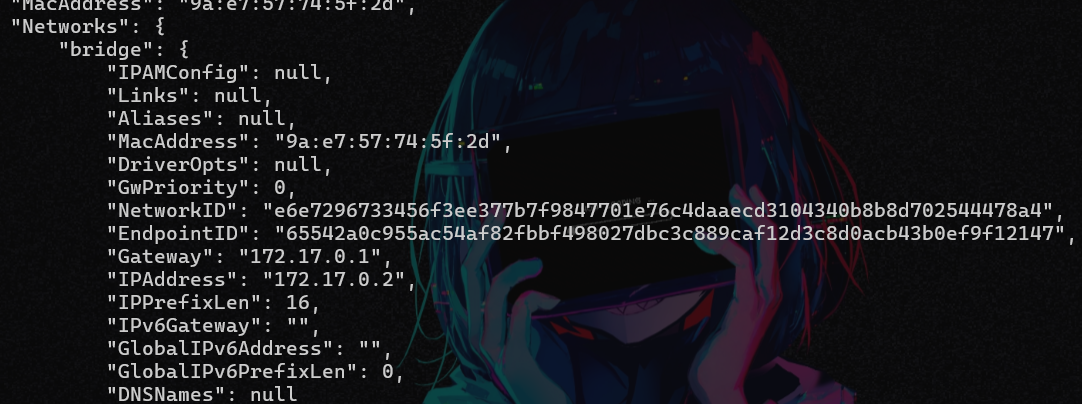 "MacAddress": "9a:e7:57:74:5f:2d",
"Networks": {
"bridge": {
"IPAMConfig": null,
"Links": null,
"Aliases": null,
"MacAddress": "9a:e7:57:74:5f:2d",
"DriverOpts": null,
"GwPriority": 0,
"NetworkID": "e6e7296733456f3ee377b7f9847701e76c4daaecd3104340b8b8d702544478a4",
"EndpointID": "65542a0c955ac54af82fbbf498027dbc3c889caf12d3c8d0acb43b0ef9f12147",
"Gateway": "172.17.0.1",
"IPAddress": "172.17.0.2",
"IPPrefixLen": 16,
"IPv6Gateway": "",
"GlobalIPv6Address": "",
"GlobalIPv6PrefixLen": 0,
"DNSNames": null